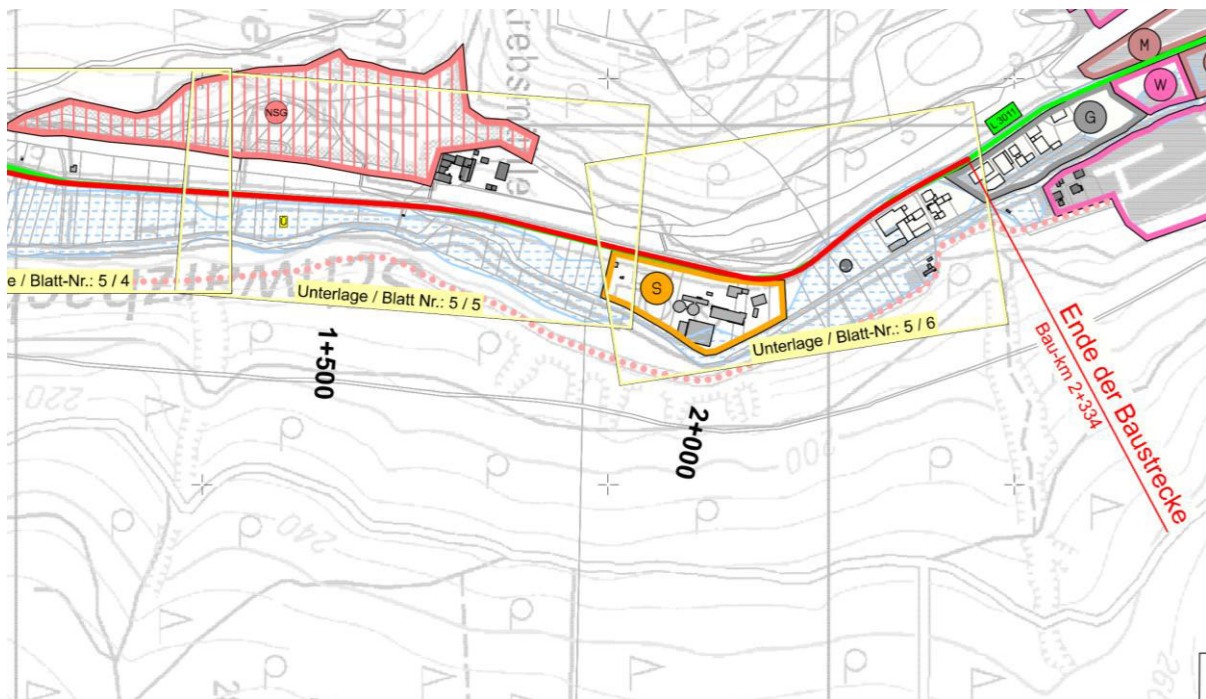 M
W
NSG
G
L 3011
Ü
e / Blatt-Nr.: 5 / 4
Unterlage / Blatt Nr.: 5 / 5
S
Unterlage / Blatt-Nr.: 5 / 6
1+500
2+000
Ende der Baustrecke
Bau-km 2+334
220
200
240
260